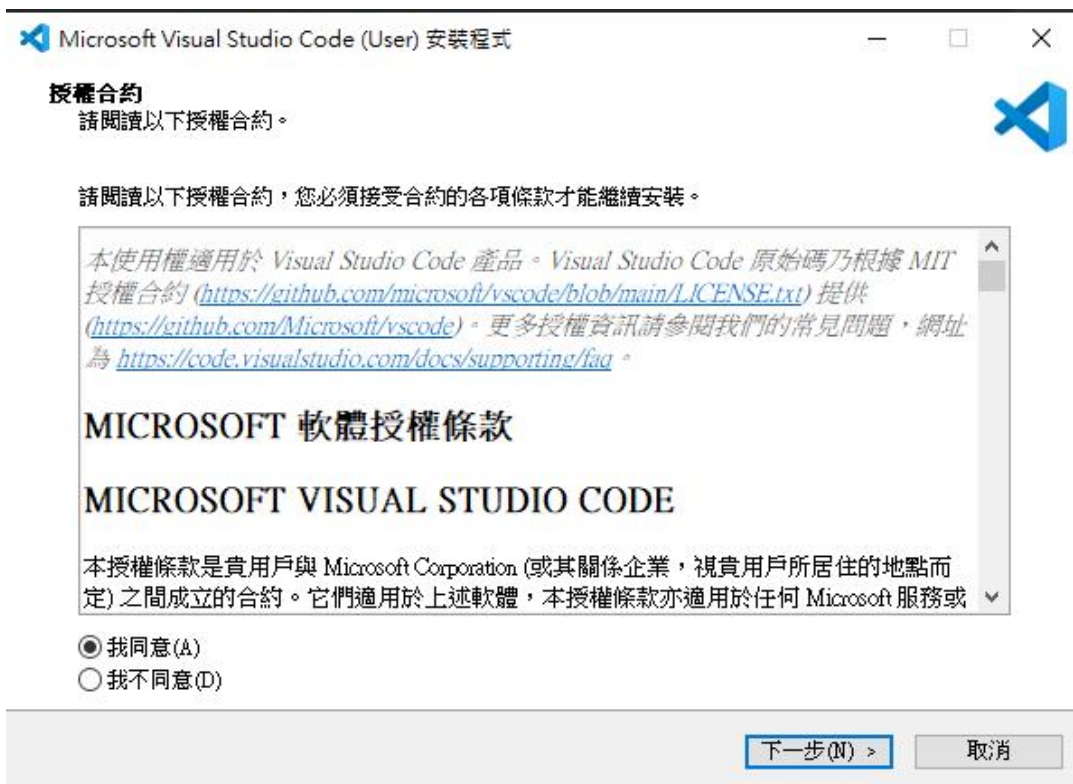 Microsoft Visual Studio Code (User) 安裝程式
授權合約
請閱讀以下授權合約。
請閱讀以下授權合約，您必須接受合約的各項條款才能繼續安裝。
本使用權適用於 Visual Studio Code 產品。Visual Studio Code 原始碼乃根據 MIT
授權合約 (https://github.com/microsoft/vscode/blob/main/LICENSE.txt) 提供
(https://github.com/Microsoft/vscode)。更多授權資訊請參閱我們的常見問題，網址
為 https://code.visualstudio.com/docs/supporting/faq。
MICROSOFT 軟體授權條款
MICROSOFT VISUAL STUDIO CODE
本授權條款是貴用戶與 Microsoft Corporation (或其關係企業，視貴用戶所居住的地點而
定) 之間成立的合約。它們適用於上述軟體，本授權條款亦適用於任何 Microsoft 服務或
我同意(A)
我不同意(D)
下一步(N) >
取消